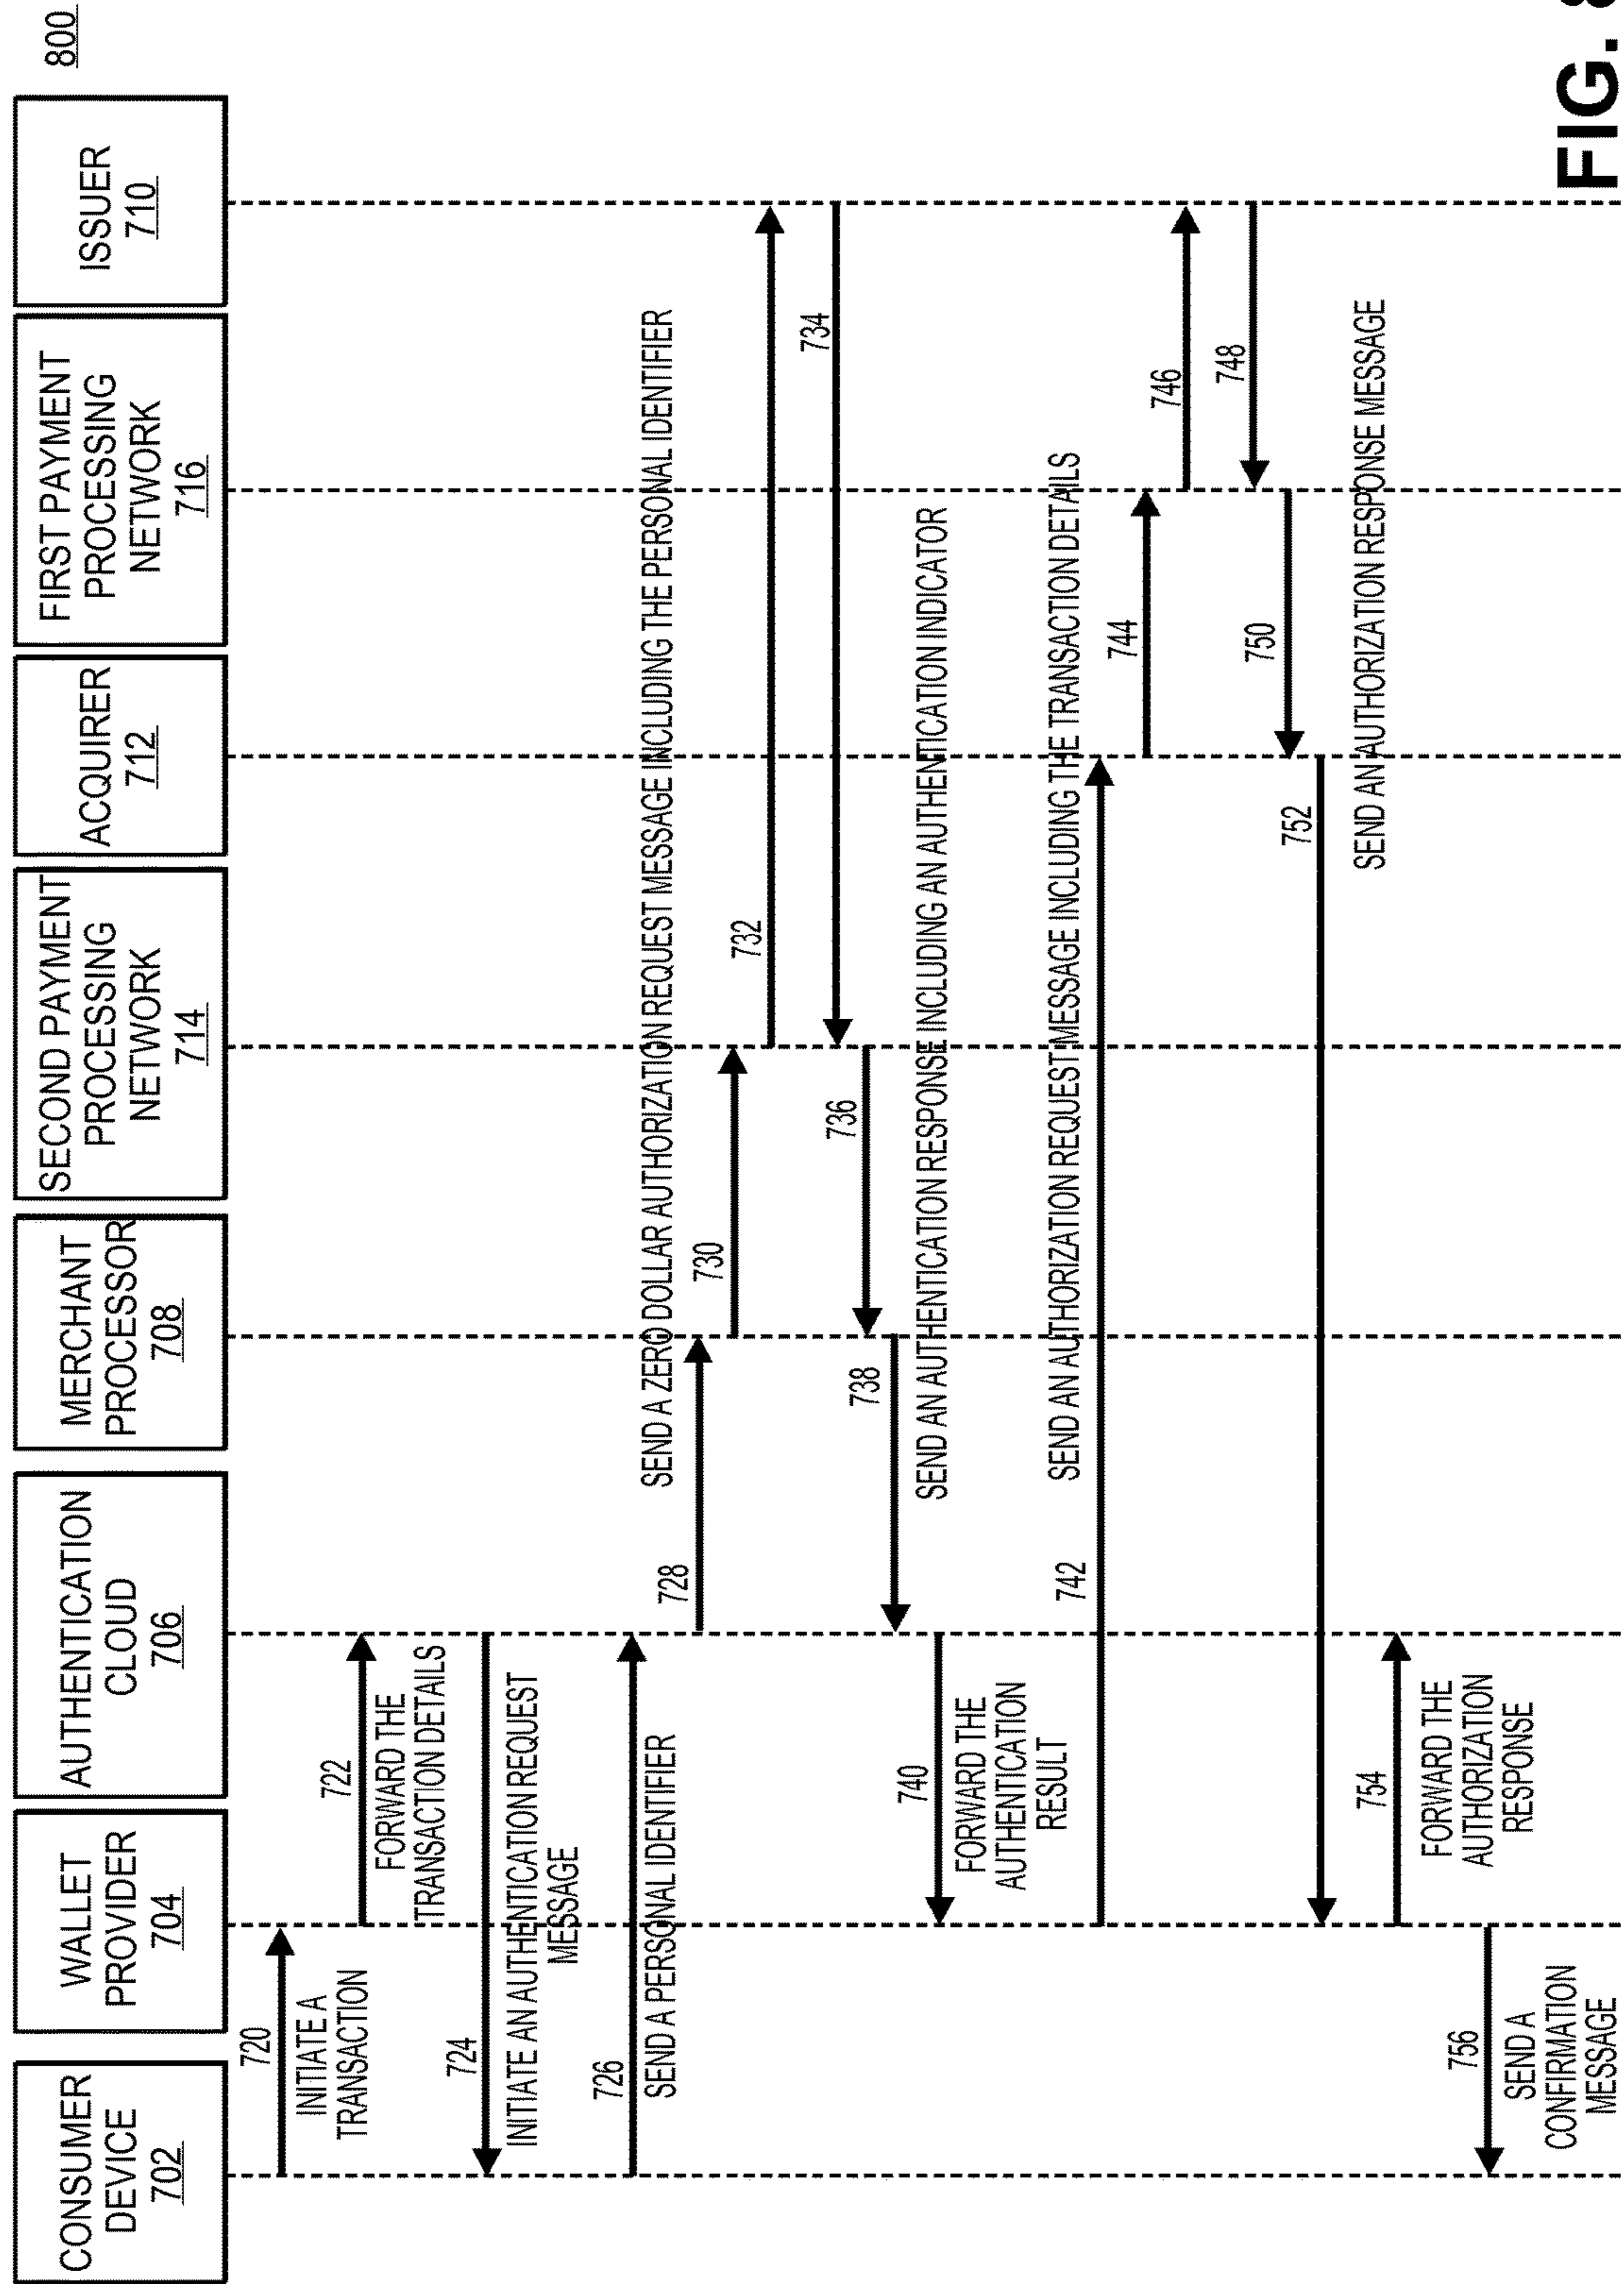 800
CONSUMER
DEVICE
702
WALLET
PROVIDER
704
AUTHENTICATION
CLOUD
706
MERCHANT
PROCESSOR
708
SECOND PAYMENT
PROCESSING
NETWORK
714
ACQUIRER
712
FIRST PAYMENT
PROCESSING
NETWORK
716
ISSUER
710
720
INITIATE A
TRANSACTION
722
FORWARD THE
TRANSACTION DETAILS
724
INITIATE AN AUTHENTICATION REQUEST
MESSAGE
726
SEND A PERSONAL IDENTIFIER
SEND A ZERO DOLLAR AUTHORIZATION REQUEST MESSAGE INCLUDING THE PERSONAL IDENTIFIER
728
730
732
734
736
738
SEND AN AUTHENTICATION RESPONSE INCLUDING AN AUTHENTICATION INDICATOR
740
FORWARD THE
AUTHENTICATION
RESULT
SEND AN AUTHORIZATION REQUEST MESSAGE INCLUDING THE TRANSACTION DETAILS
742
744
746
748
750
752
SEND AN AUTHORIZATION RESPONSE MESSAGE
754
FORWARD THE
AUTHORIZATION
RESPONSE
756
SEND A
CONFIRMATION
MESSAGE
FIG. 8